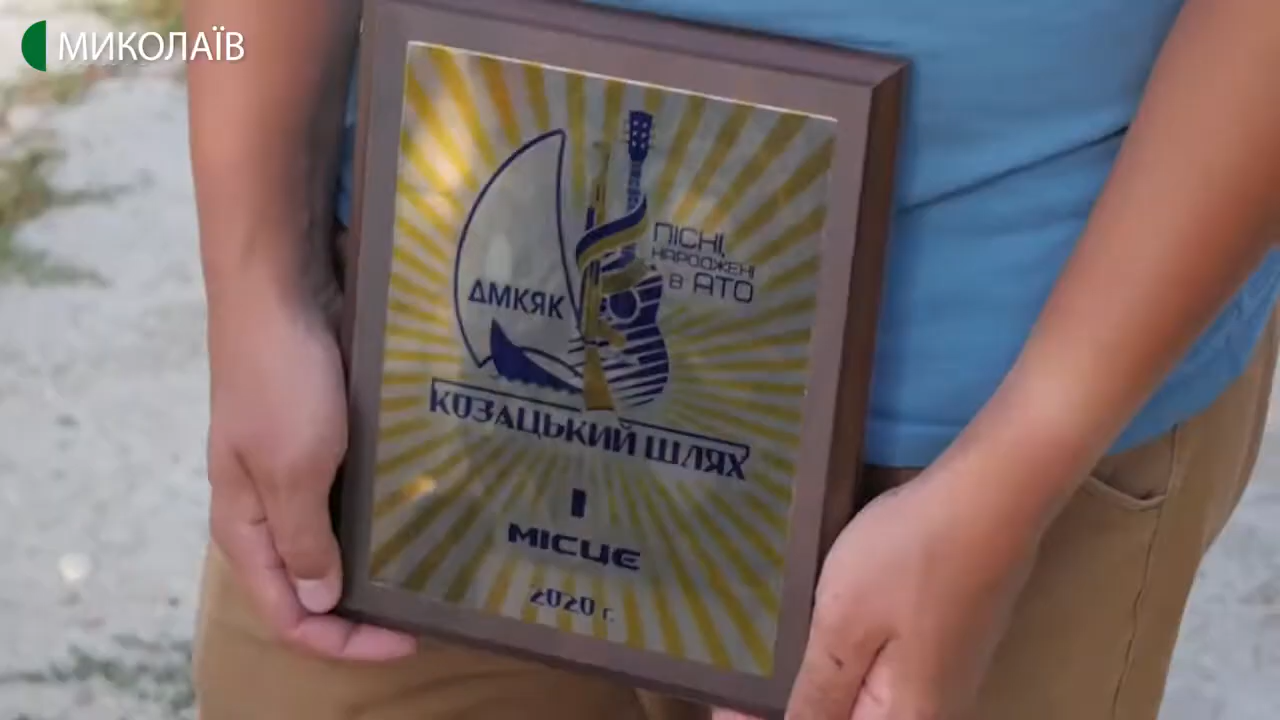 МИКОЛАЇВ
ПІСНІ,
НАРОДЖЕНІ
В АТО
ДМКЯК
КОЗАЦЬКИЙ ШЛЯХ
І
МІСЦЕ
2020 г.